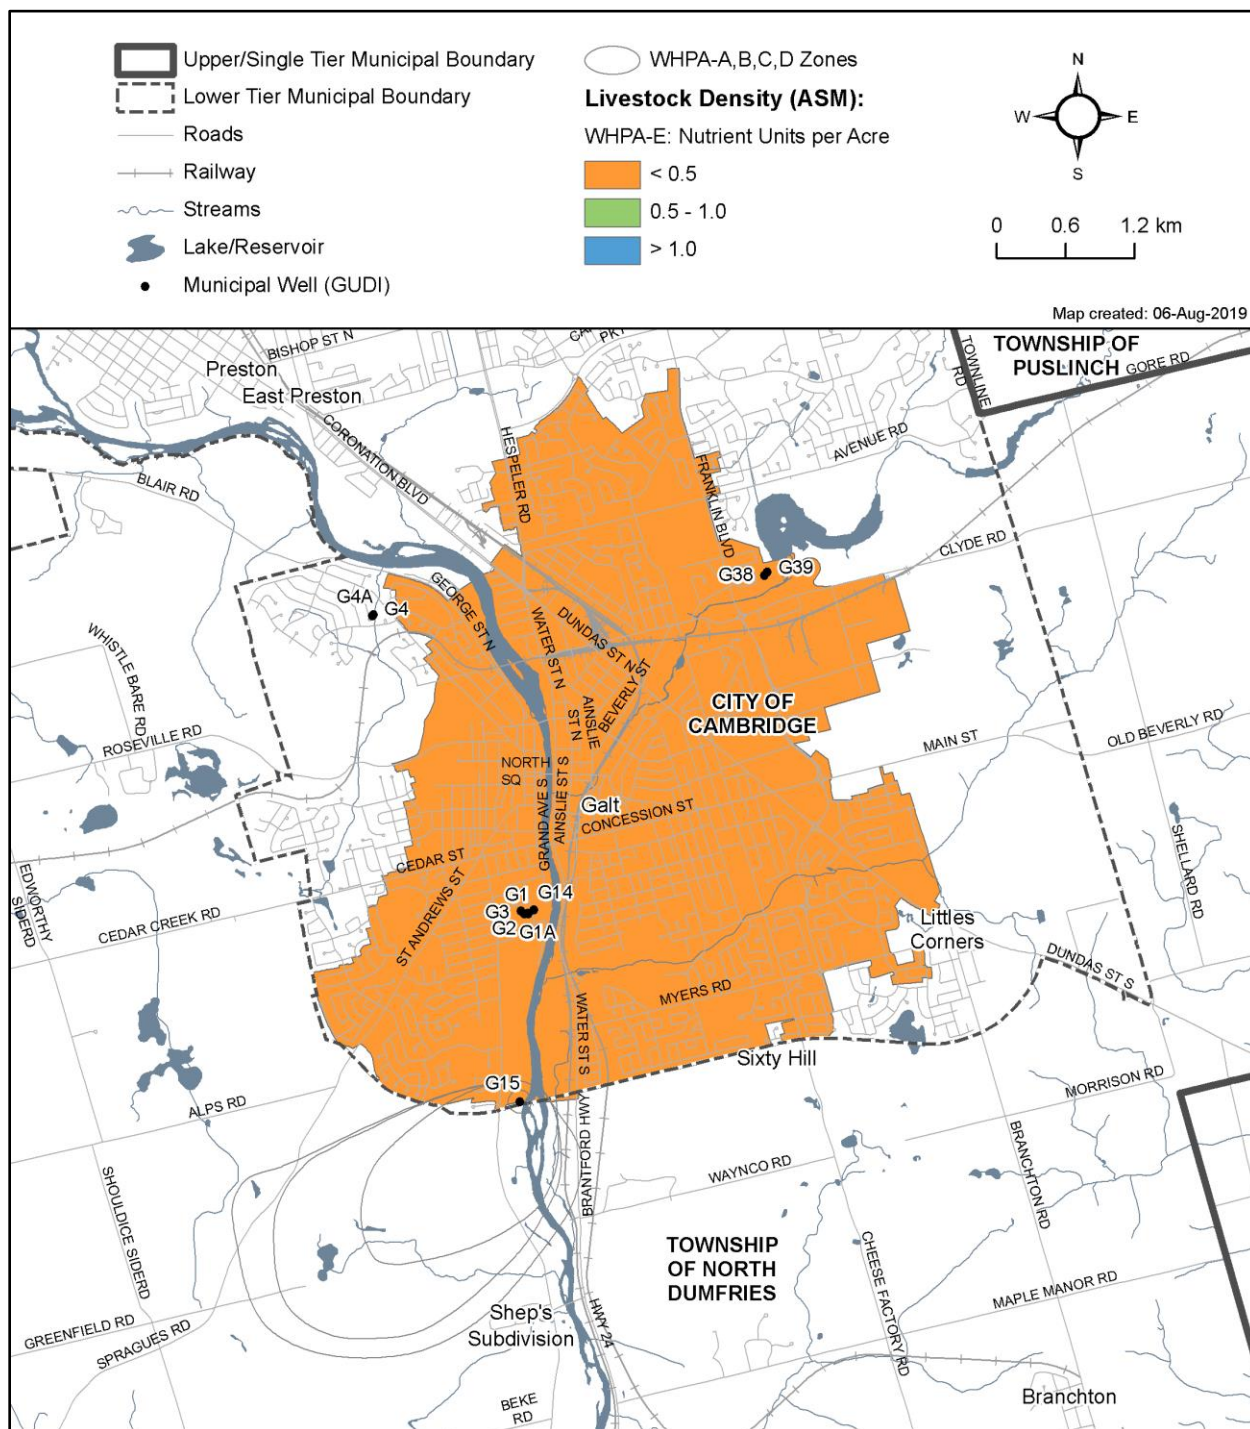 Upper/Single Tier Municipal Boundary
Lower Tier Municipal Boundary
Roads
Railway
Streams
Lake/Reservoir
Municipal Well (GUDI)
WHPA-A,B,C,D Zones
Livestock Density (ASM):
WHPA-E: Nutrient Units per Acre
< 0.5
0.5 - 1.0
> 1.0
N
W
E
S
0 0.6 1.2 km
Map created: 06-Aug-2019
BISHOP ST N
PKY
TOWNSHIP OF
PUSLINCH
TOWNLINE
RD
GORE RD
Preston
East Preston
CORONATION BLVD
HESPELER RD
FRANKLIN BLVD
AVENUE RD
BLAIR RD
CLYDE RD
G38
G39
G4A
G4
GEORGE ST N
WATER ST N
DUNDAS ST N
BEVERLY ST
AINSLIE
ST N
WHISTLE BARE RD
ROSEVILLE RD
CITY OF
CAMBRIDGE
MAIN ST
OLD BEVERLY RD
NORTH
SQ
GRAND AVE S
AINSLIE ST S
Galt
CONCESSION ST
SHELLARD RD
CEDAR ST
ST ANDREWS ST
EDWORTHY
SIDERD
CEDAR CREEK RD
G1
G14
G3
G2
G1A
Littles
Corners
DUNDAS ST S
MYERS RD
WATER ST S
Sixty Hill
G15
ALPS RD
MORRISON RD
BRANTFORD HWY
WAYNCO RD
BRANCHTON RD
SHOULDICE SIDERD
TOWNSHIP
OF NORTH
DUMFRIES
CHEESE FACTORY RD
MAPLE MANOR RD
GREENFIELD RD
SPRAGUES RD
Shep's
Subdivision
HWY 24
BEKE
RD
Branchton